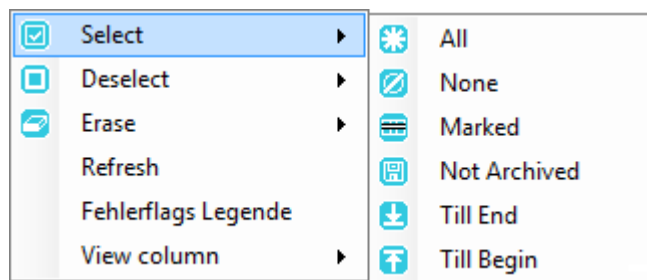 Select
Deselect
Erase
Refresh
Fehlerflags Legende
View column
All
None
Marked
Not Archived
Till End
Till Begin